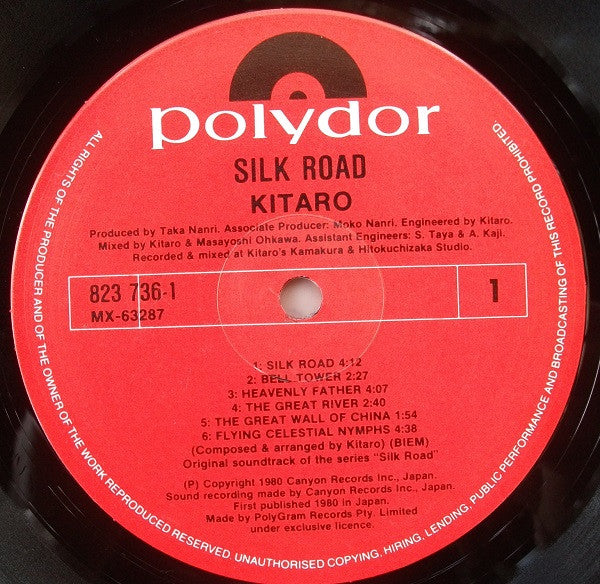 polydor
SILK ROAD
KITARO
Produced by Taka Nanri. Associate Producer: Moko Nanri. Engineered by Kitaro.
Mixed by Kitaro & Masayoshi Ohkawa. Assistant Engineers: S. Taya & A. Kaji.
Recorded & mixed at Kitaro's Kamakura & Hitokuchizaka Studio.
823 736-1
MX-63287
1
1: SILK ROAD 4:12
2: BELL TOWER 2:27
3: HEAVENLY FATHER 4:07
4: THE GREAT RIVER 2:40
5: THE GREAT WALL OF CHINA 1:54
6: FLYING CELESTIAL NYMPHS 4:38
(Composed & arranged by Kitaro) (BIEM)
Original soundtrack of the series "Silk Road"
(P) Copyright 1980 Canyon Records Inc., Japan.
Sound recording made by Canyon Records Inc., Japan.
First published 1980 in Japan.
Made by PolyGram Records Pty. Limited
under exclusive licence.
ALL RIGHTS OF THE PRODUCER AND OF THE OWNER OF THE WORK REPRODUCED RESERVED UNAUTHORISED COPYING, HIRING, LENDING, PUBLIC PERFORMANCE AND BROADCASTING OF THIS RECORD PROHIBITED.